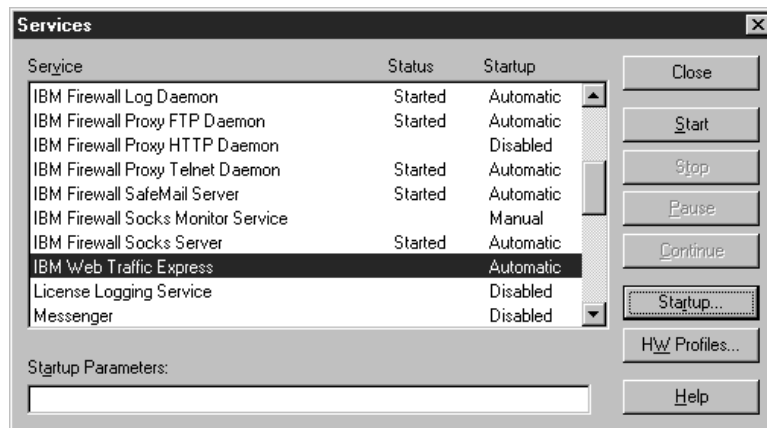 Services
Service Status Startup
IBM Firewall Log Daemon Started Automatic
IBM Firewall Proxy FTP Daemon Started Automatic
IBM Firewall Proxy HTTP Daemon Disabled
IBM Firewall Proxy Telnet Daemon Started Automatic
IBM Firewall SafeMail Server Started Automatic
IBM Firewall Socks Monitor Service Manual
IBM Firewall Socks Server Started Automatic
IBM Web Traffic Express Automatic
License Logging Service Disabled
Messenger Disabled
Startup Parameters:
Close
Start
Stop
Pause
Continue
Startup...
HW Profiles...
Help